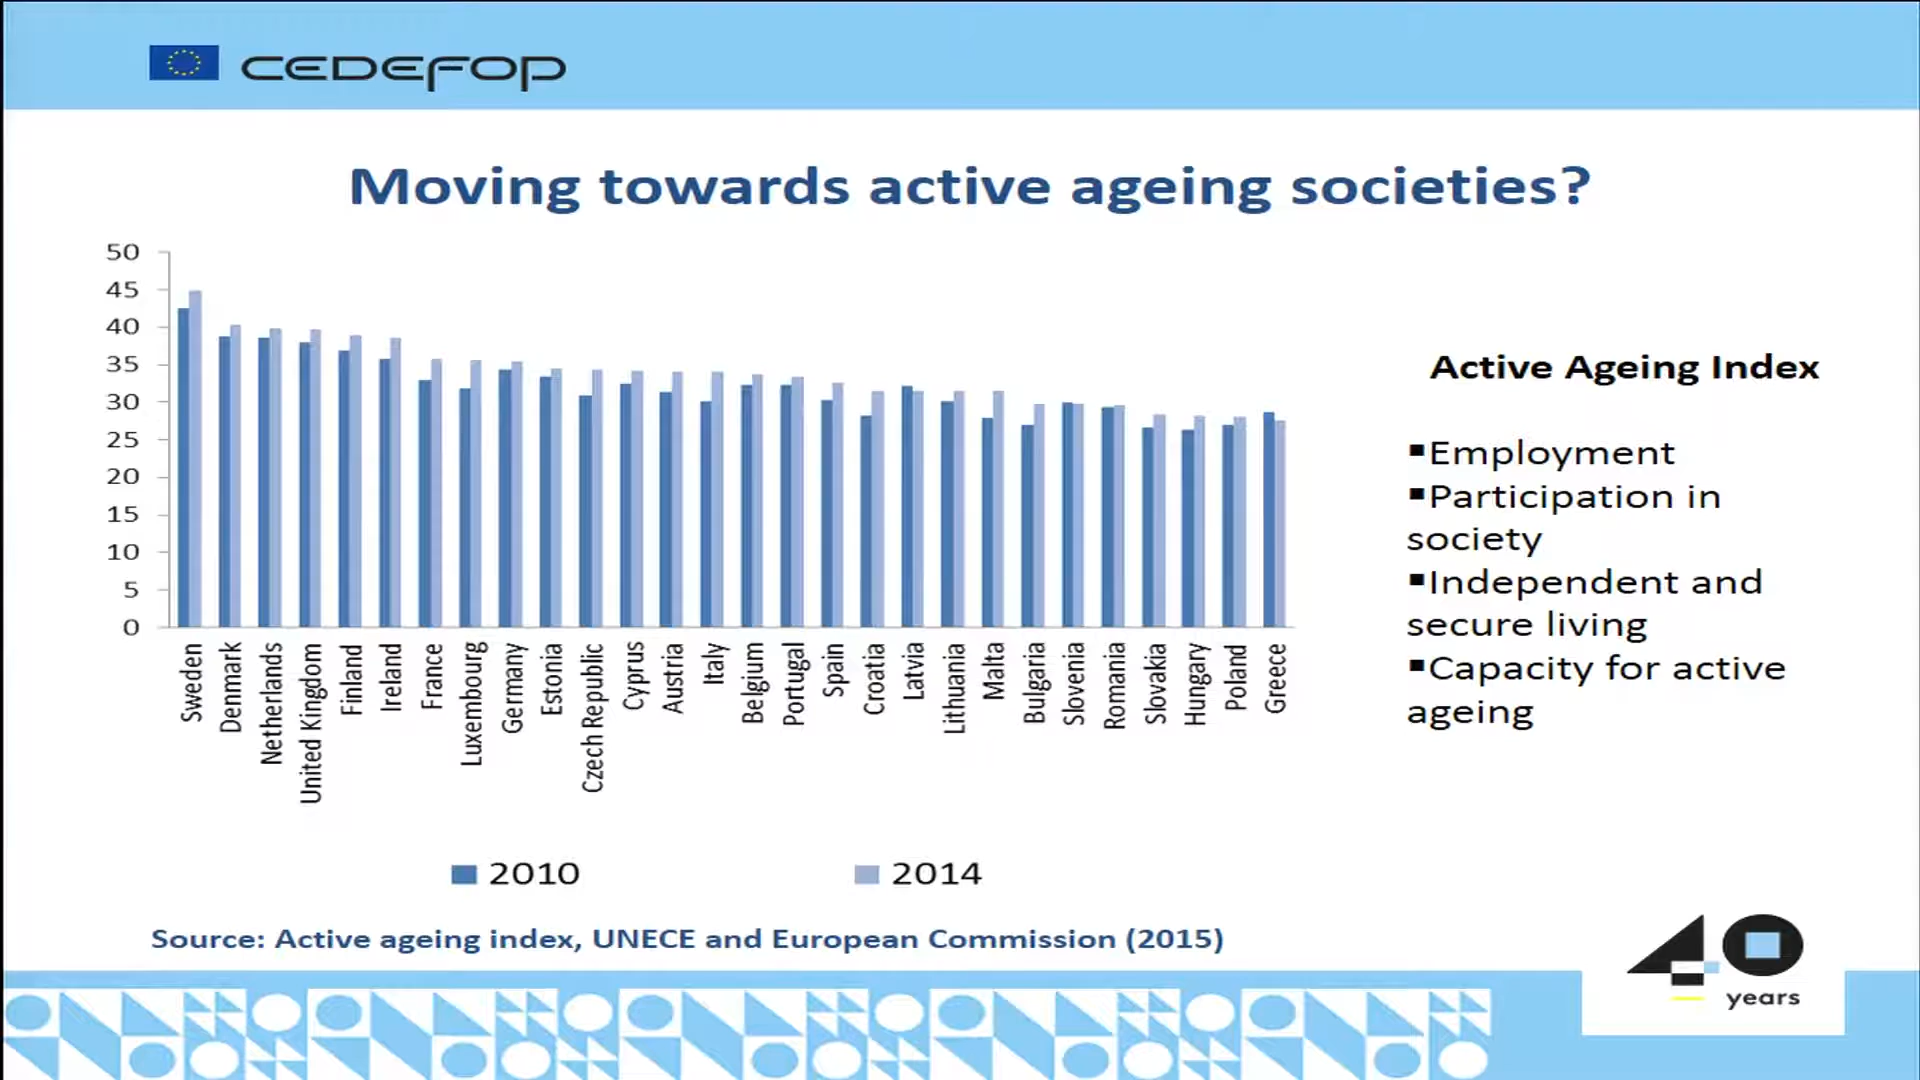 CEDEFOP
Moving towards active ageing societies?
50
45
40
35
30
25
20
15
10
5
0
Sweden
Denmark
Netherlands
United Kingdom
Finland
Ireland
France
Luxembourg
Germany
Estonia
Czech Republic
Cyprus
Austria
Italy
Belgium
Portugal
Spain
Croatia
Latvia
Lithuania
Malta
Bulgaria
Slovenia
Romania
Slovakia
Hungary
Poland
Greece
2010
2014
Active Ageing Index
▪Employment
▪Participation in
society
▪Independent and
secure living
▪Capacity for active
ageing
Source: Active ageing index, UNECE and European Commission (2015)
40
years